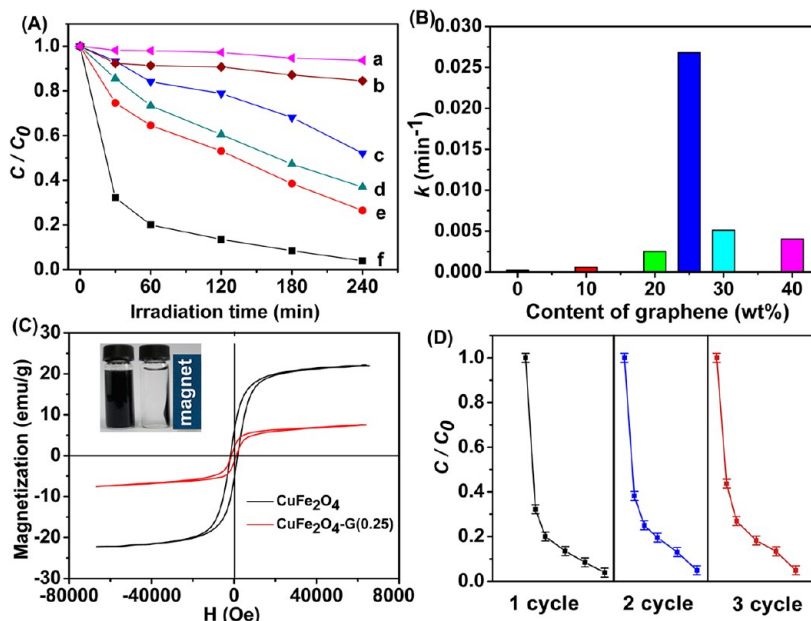 (A)
1.0
0.8
0.6
0.4
0.2
0.0
C / C0
0 60 120 180 240
Irradiation time (min)
a
b
c
d
e
f
(B)
0.030
0.025
0.020
0.015
0.010
0.005
0.000
k (min-1)
0 10 20 30 40
Content of graphene (wt%)
(C)
30
20
10
0
-10
-20
-30
Magnetization (emu/g)
magnet
CuFe2O4
CuFe2O4-G(0.25)
-80000 -4000 0 4000 8000
H (Oe)
(D)
1.0
0.8
0.6
0.4
0.2
0.0
C / C0
1 cycle 2 cycle 3 cycle